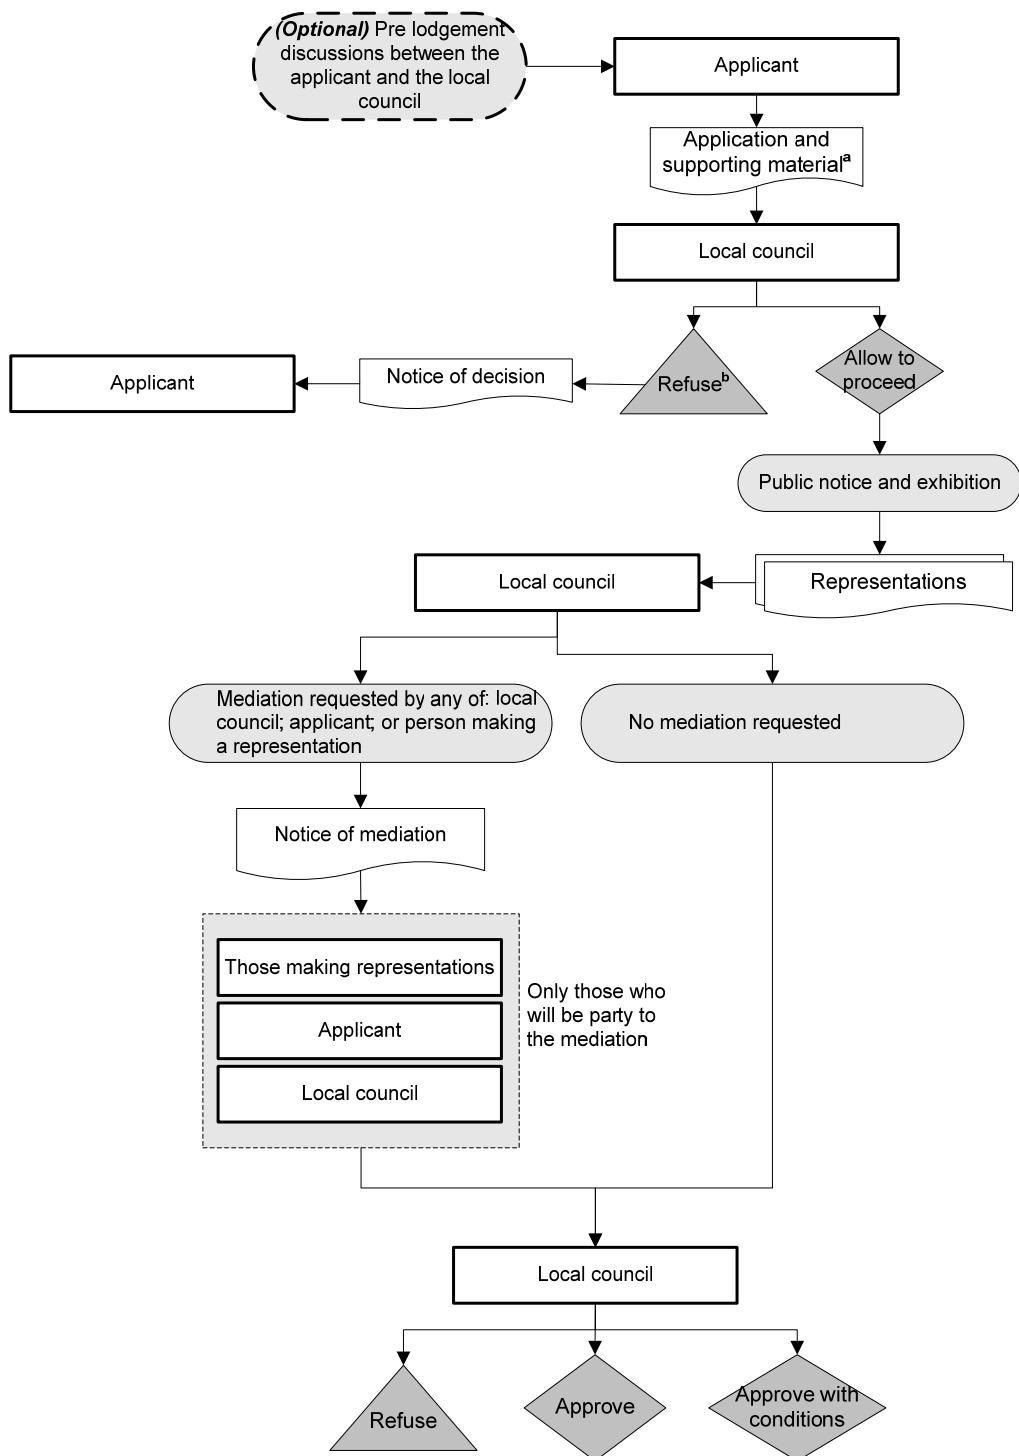 (Optional) Pre lodgement
discussions between the
applicant and the local
council
Applicant
Application and
supporting materialᵃ
Local council
Refuseᵇ
Allow to
proceed
Notice of decision
Applicant
Public notice and exhibition
Representations
Local council
Mediation requested by any of: local
council; applicant; or person making
a representation
No mediation requested
Notice of mediation
Those making representations
Applicant
Local council
Only those who
will be party to
the mediation
Local council
Refuse
Approve
Approve with
conditions